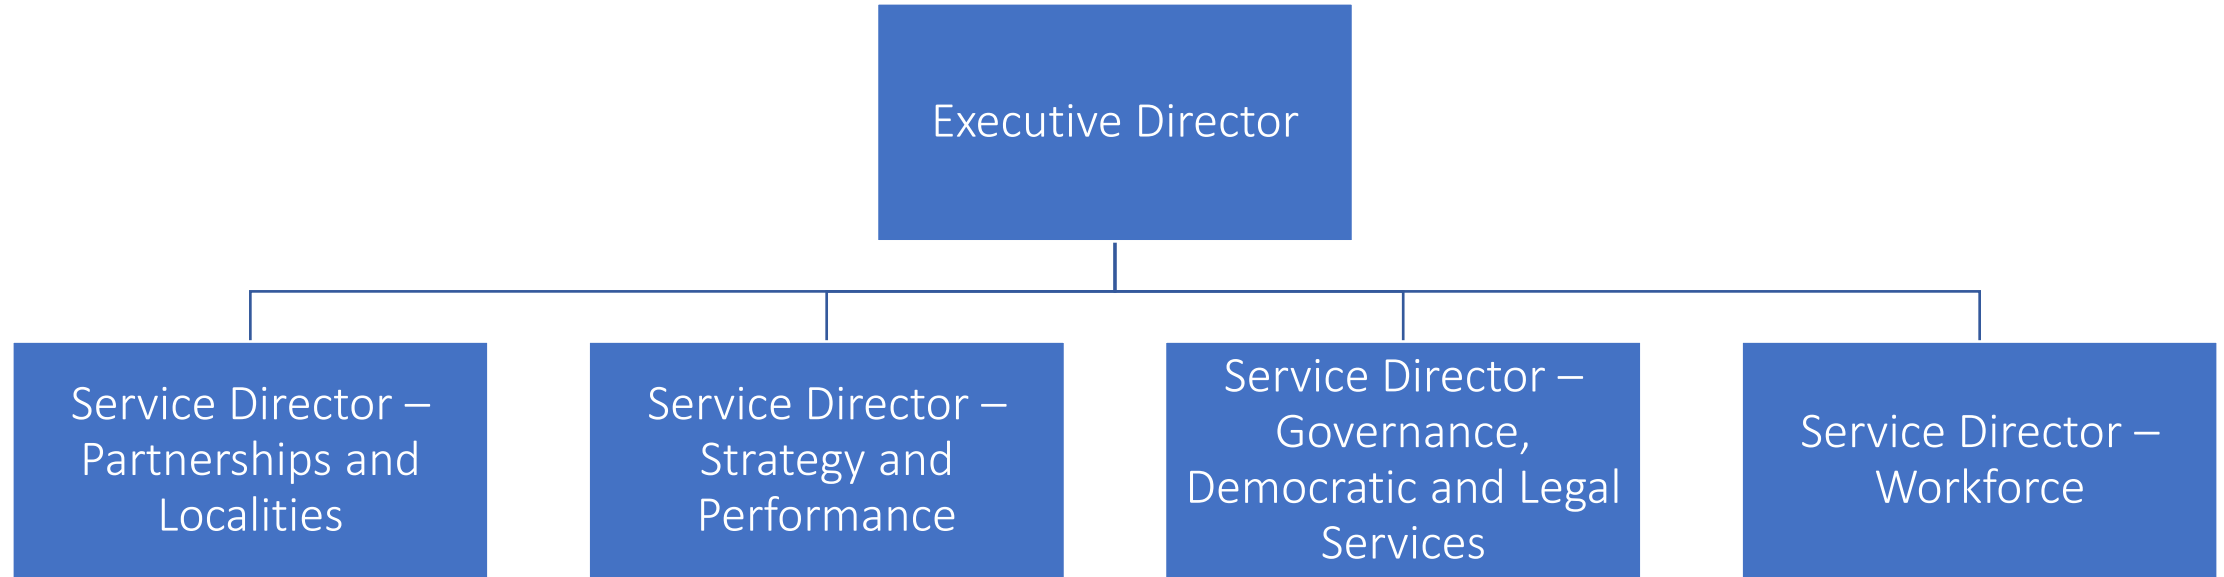 Executive Director
Service Director –
Partnerships and
Localities
Service Director –
Strategy and
Performance
Service Director –
Governance,
Democratic and Legal
Services
Service Director –
Workforce